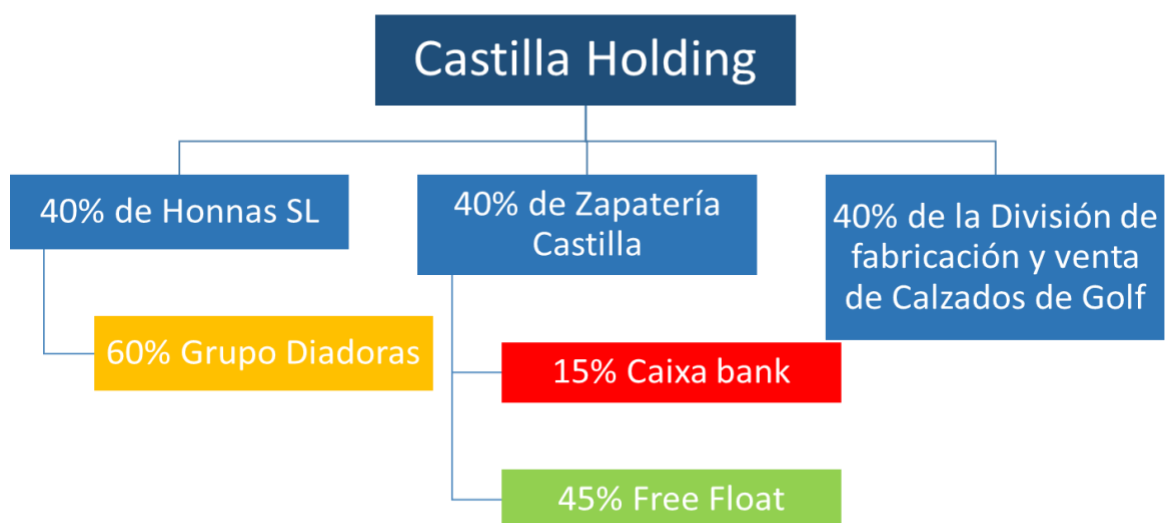 Castilla Holding
40% de Honnas SL
60% Grupo Diadoras
40% de Zapatería
Castilla
15% Caixa bank
45% Free Float
40% de la División de
fabricación y venta
de Calzados de Golf